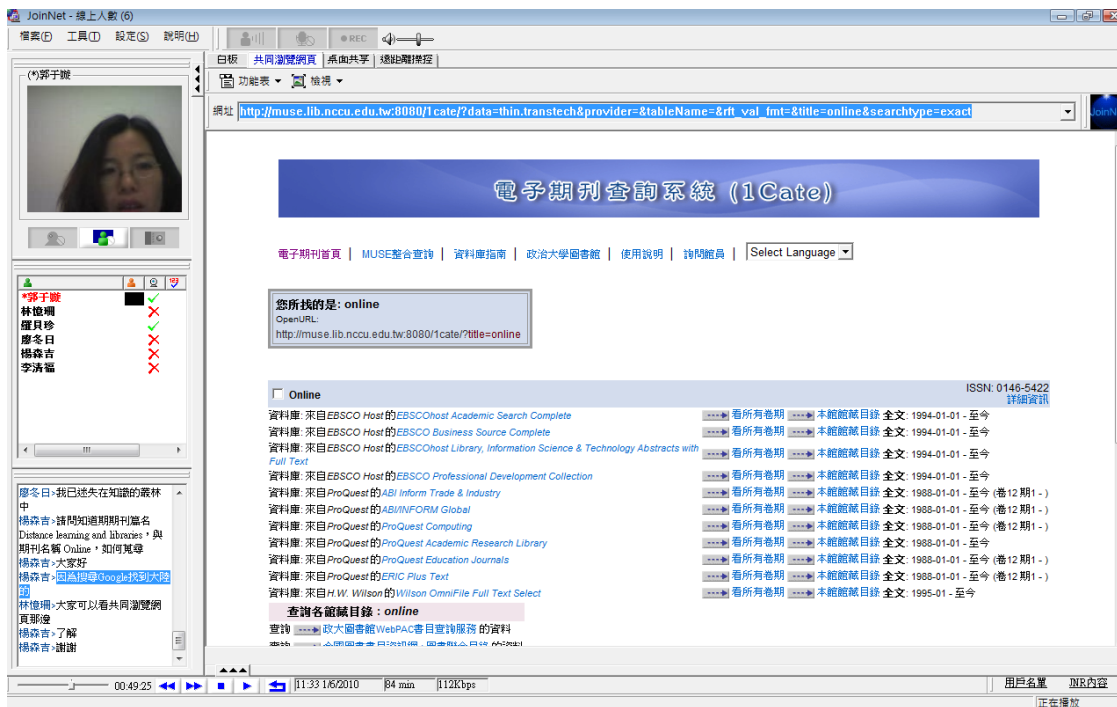 JoinNet - 線上人數 (6)
檔案(F) 工具(I) 設定(S) 說明(H)
REC
白板 共同瀏覽網頁 桌面共享 遠距離操控
(*)郭于
功能表 檢視
網址 http://muse.lib.nccu.edu.tw:8080/1cate/?data=thin.transtech&provider=&tableName=&rft_val_fmt=&title=online&searchtype=exact
JoinN
電子期刊查詢系統 (1Cate)
電子期刊首頁 | MUSE整合查詢 | 資料庫指南 | 政治大學圖書館 | 使用說明 | 詢問館員 | Select Language
*郭于
林憶珊
羅貝珍
廖冬日
楊森吉
李清福
您所找的是: online
OpenURL:
http://muse.lib.nccu.edu.tw:8080/1cate/?title=online
Online ISSN: 0146-5422
詳細資訊
資料庫: 來自EBSCO Host的EBSCOhost Academic Search Complete 看所有卷期 本館館藏目錄 全文: 1994-01-01 - 至今
資料庫: 來自EBSCO Host的EBSCO Business Source Complete 看所有卷期 本館館藏目錄 全文: 1994-01-01 - 至今
資料庫: 來自EBSCO Host的EBSCOhost Library, Information Science & Technology Abstracts with 看所有卷期 本館館藏目錄 全文: 1994-01-01 - 至今
Full Text
資料庫: 來自EBSCO Host的EBSCO Professional Development Collection 看所有卷期 本館館藏目錄 全文: 1994-01-01 - 至今
資料庫: 來自ProQuest的ABI Inform Trade & Industry 看所有卷期 本館館藏目錄 全文: 1988-01-01 - 至今 (卷12 期1 - )
資料庫: 來自ProQuest的ABI/INFORM Global 看所有卷期 本館館藏目錄 全文: 1988-01-01 - 至今 (卷12 期1 - )
資料庫: 來自ProQuest的ProQuest Computing 看所有卷期 本館館藏目錄 全文: 1988-01-01 - 至今 (卷12 期1 - )
資料庫: 來自ProQuest的ProQuest Academic Research Library 看所有卷期 本館館藏目錄 全文: 1988-01-01 - 至今 (卷12 期1 - )
資料庫: 來自ProQuest的ProQuest Education Journals 看所有卷期 本館館藏目錄 全文: 1988-01-01 - 至今 (卷12 期1 - )
資料庫: 來自ProQuest的ERIC Plus Text 看所有卷期 本館館藏目錄 全文: 1988-01-01 - 至今 (卷12 期1 - )
資料庫: 來自H.W. Wilson的Wilson OmniFile Full Text Select 看所有卷期 本館館藏目錄 全文: 1995-01 - 至今
查詢各館藏目錄 : online
查詢 政大圖書館WebPAC書目查詢服務 的資料
廖冬日>我已迷失在知識的叢林
中
楊森吉>請問知道期期刊篇名
Distance learning and libraries，與
期刊名稱 Online，如何蒐尋
楊森吉>大家好
楊森吉>因為搜尋Google找到大陸
的
林憶珊>大家可以看共同瀏覽網
頁那邊
楊森吉>了解
楊森吉>謝謝
00:49:25 11:33 1/6/2010 84 min 112Kbps 用戶名單 JNR內容
正在播放